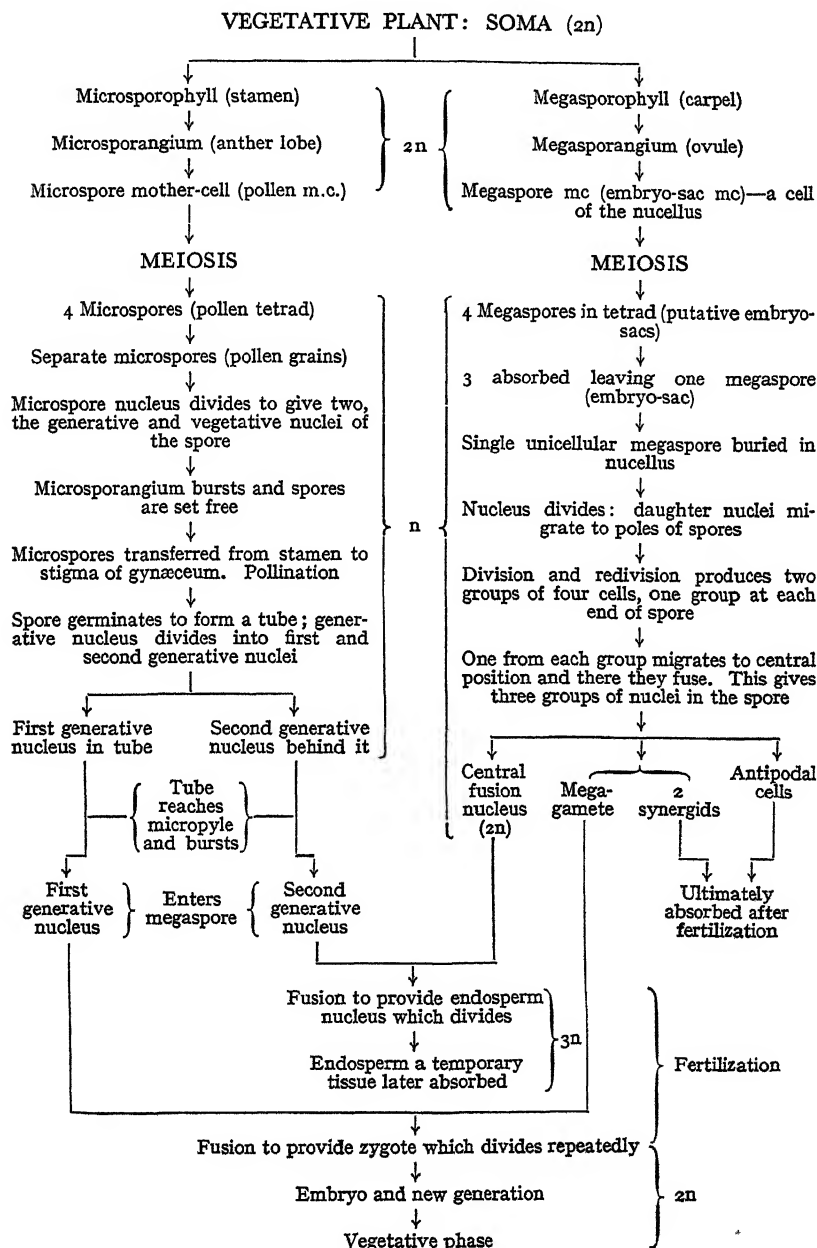 VEGETATIVE PLANT: SOMA (2n)
Microsporophyll (stamen)
Microsporangium (anther lobe)
Microspore mother-cell (pollen m.c.)
2n
Megasporophyll (carpel)
Megasporangium (ovule)
Megaspore mc (embryo-sac mc)—a cell
of the nucellus
MEIOSIS
4 Microspores (pollen tetrad)
Separate microspores (pollen grains)
Microspore nucleus divides to give two,
the generative and vegetative nuclei of
the spore
Microsporangium bursts and spores
are set free
Microspores transferred from stamen to
stigma of gynæceum. Pollination
Spore germinates to form a tube; gener-
ative nucleus divides into first and
second generative nuclei
First generative
nucleus in tube
Second generative
nucleus behind it
n
MEIOSIS
4 Megaspores in tetrad (putative embryo-
sacs)
3 absorbed leaving one megaspore
(embryo-sac)
Single unicellular megaspore buried in
nucellus
Nucleus divides: daughter nuclei mi-
grate to poles of spores
Division and redivision produces two
groups of four cells, one group at each
end of spore
One from each group migrates to central
position and there they fuse. This gives
three groups of nuclei in the spore
Central
fusion
nucleus
(2n)
Mega-
gamete
2
synergids
Antipodal
cells
Tube
reaches
micropyle
and bursts
First
generative
nucleus
Enters
megaspore
Second
generative
nucleus
Ultimately
absorbed after
fertilization
Fusion to provide endosperm
nucleus which divides
Endosperm a temporary
tissue later absorbed
3n
Fertilization
Fusion to provide zygote which divides repeatedly
Embryo and new generation
Vegetative phase
2n